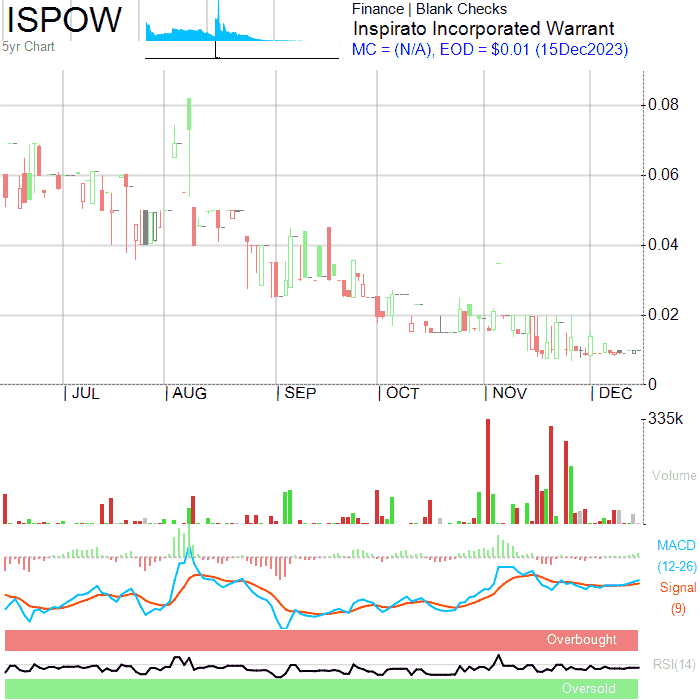 ISPOW
5yr Chart
Finance | Blank Checks
Inspirato Incorporated Warrant
MC = (N/A), EOD = $0.01 (15Dec2023)
0.08
0.06
0.04
0.02
0
| JUL | AUG | SEP | OCT | NOV | DEC
335k
Volume
MACD
(12-26)
Signal
(9)
Overbought
RSI(14)
Oversold